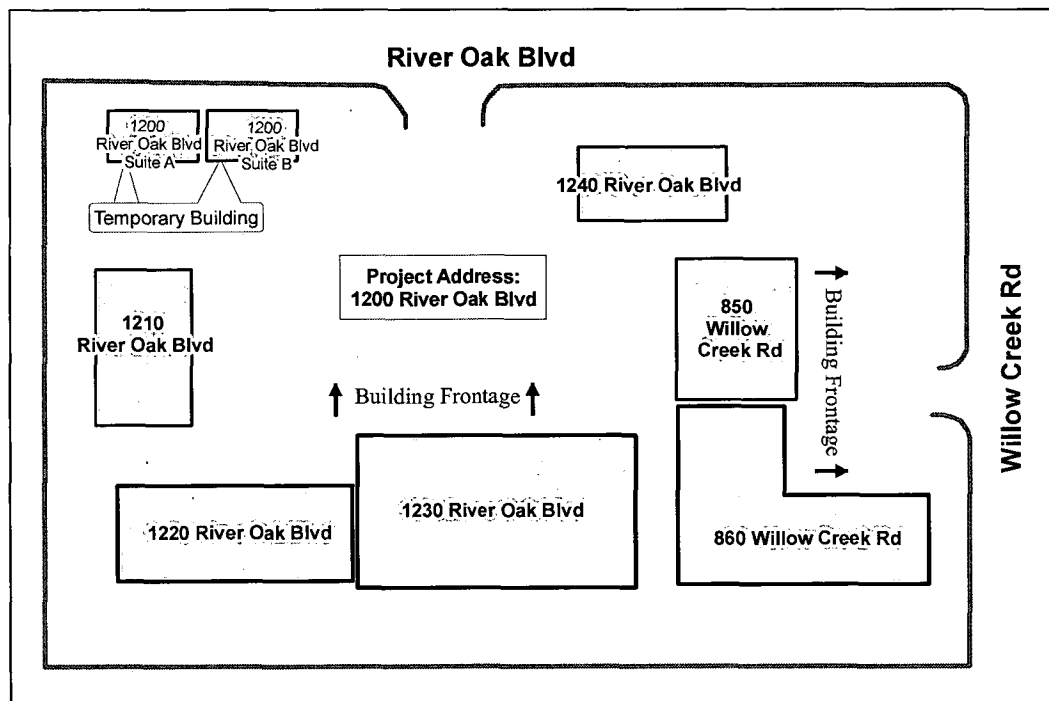 River Oak Blvd
1200
River Oak Blvd
Suite A
1200
River Oak Blvd
Suite B
Temporary Building
1240 River Oak Blvd
Project Address:
1200 River Oak Blvd
1210
River Oak Blvd
850
Willow
Creek Rd
Building Frontage
Willow Creek Rd
Building Frontage
1220 River Oak Blvd
1230 River Oak Blvd
860 Willow Creek Rd